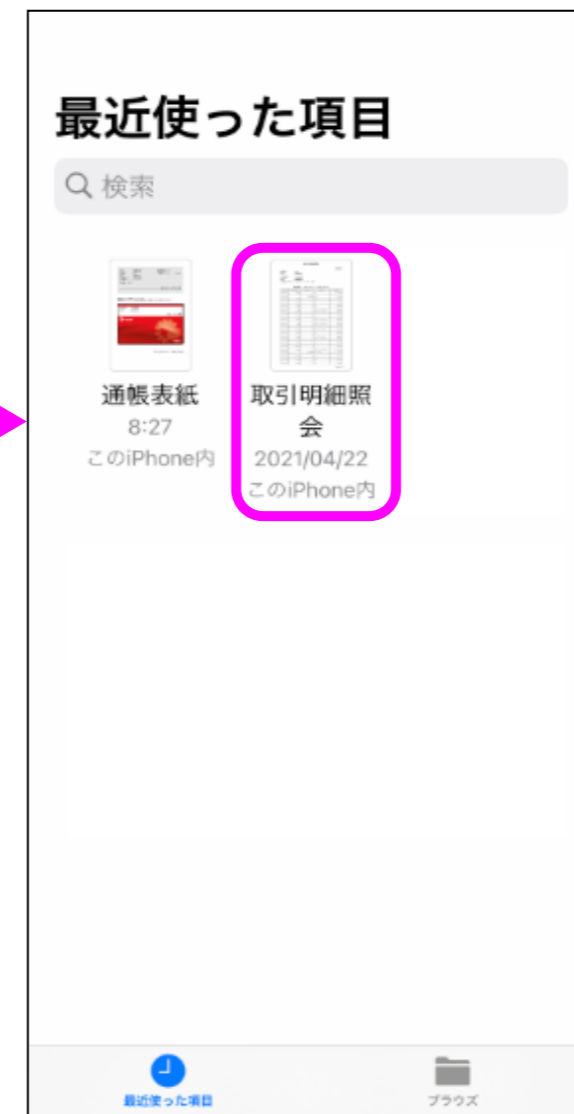 最近使った項目
検索
通帳表紙
8:27
このiPhone内
取引明細照
会
2021/04/22
このiPhone内
最近使った項目
ブラウズ